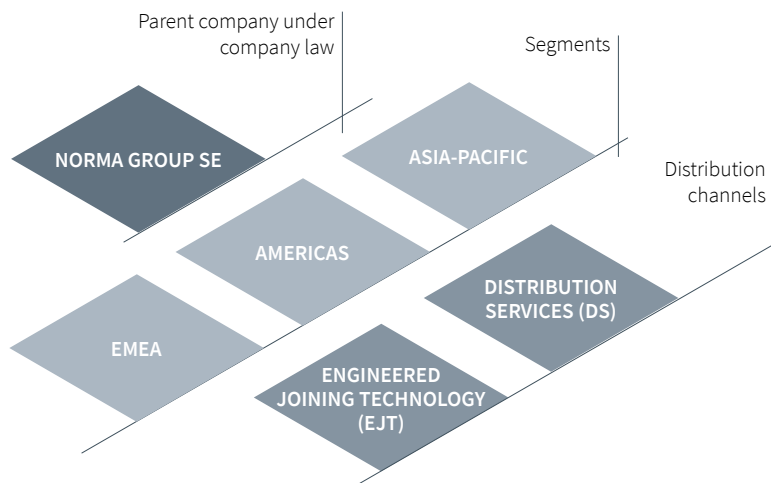 Parent company under
company law
Segments
Distribution
channels
NORMA GROUP SE
ASIA-PACIFIC
AMERICAS
EMEA
DISTRIBUTION
SERVICES (DS)
ENGINEERED
JOINING TECHNOLOGY
(EJT)